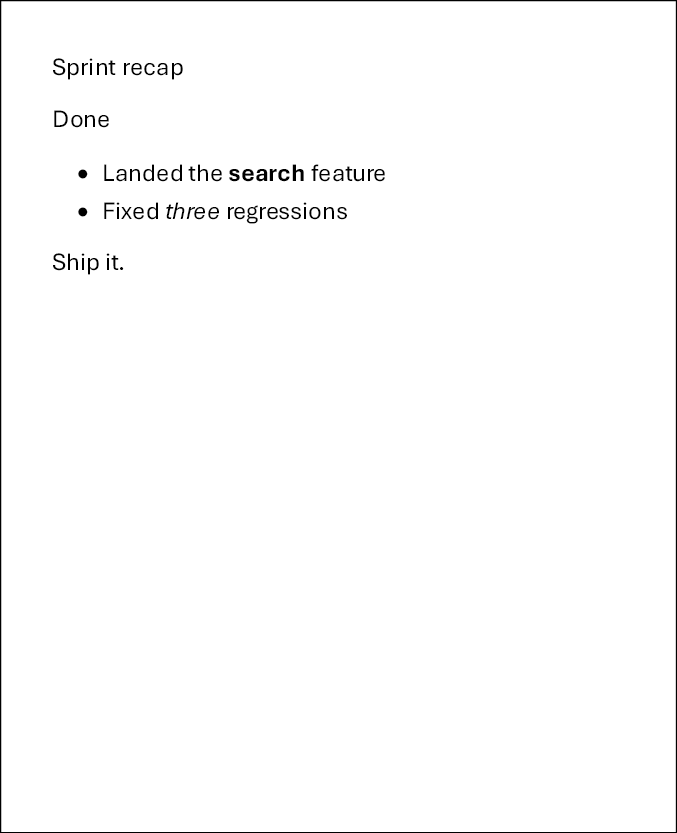 Sprint recap
Done
• Landed the search feature
• Fixed three regressions
Ship it.